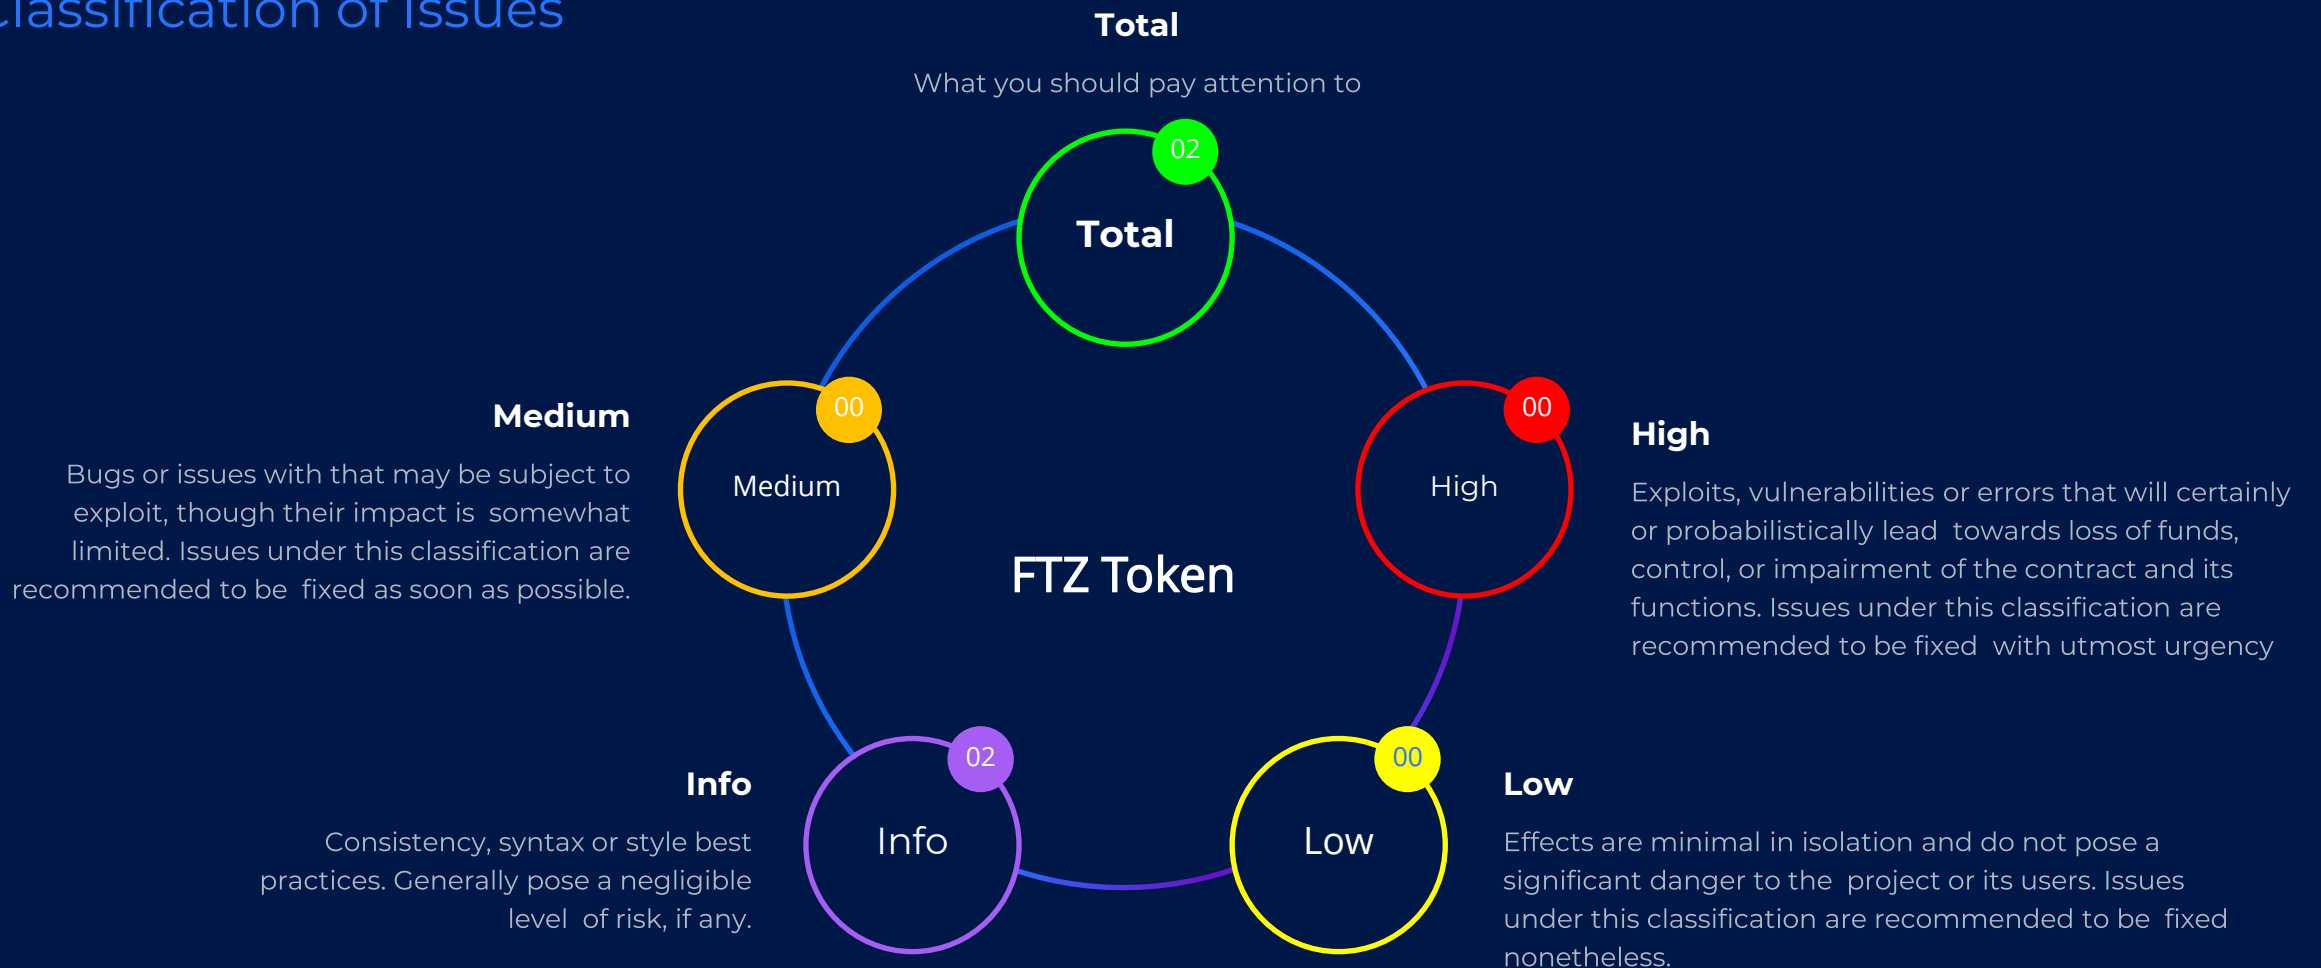 Classification of Issues
Total
What you should pay attention to
02
Total
Medium
Bugs or issues with that may be subject to
exploit, though their impact is somewhat
limited. Issues under this classification are
recommended to be fixed as soon as possible.
00
Medium
00
High
High
Exploits, vulnerabilities or errors that will certainly
or probabilistically lead towards loss of funds,
control, or impairment of the contract and its
functions. Issues under this classification are
recommended to be fixed with utmost urgency
FTZ Token
Info
Consistency, syntax or style best
practices. Generally pose a negligible
level of risk, if any.
02
Info
00
Low
Low
Effects are minimal in isolation and do not pose a
significant danger to the project or its users. Issues
under this classification are recommended to be fixed
nonetheless.